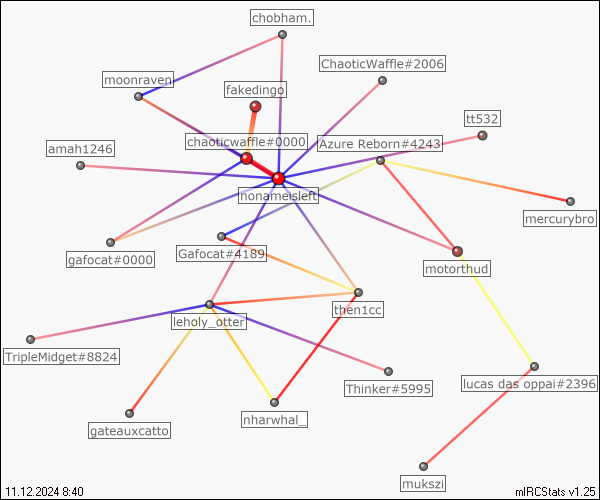 chobham.
ChaoticWaffle#2006
moonraven
fakedingo
tt532
chaoticwaffle#0000
Azure Reborn#4243
amah1246
nonameisleft
mercurybro
gafocat#0000
Gafocat#4189
motorthud
then1cc
leholy_otter
TripleMidget#8824
Thinker#5995
lucas das oppai#2396
nharwhal_
gateauxcatto
mukszi
11.12.2024 8:40
mIRCStats v1.25